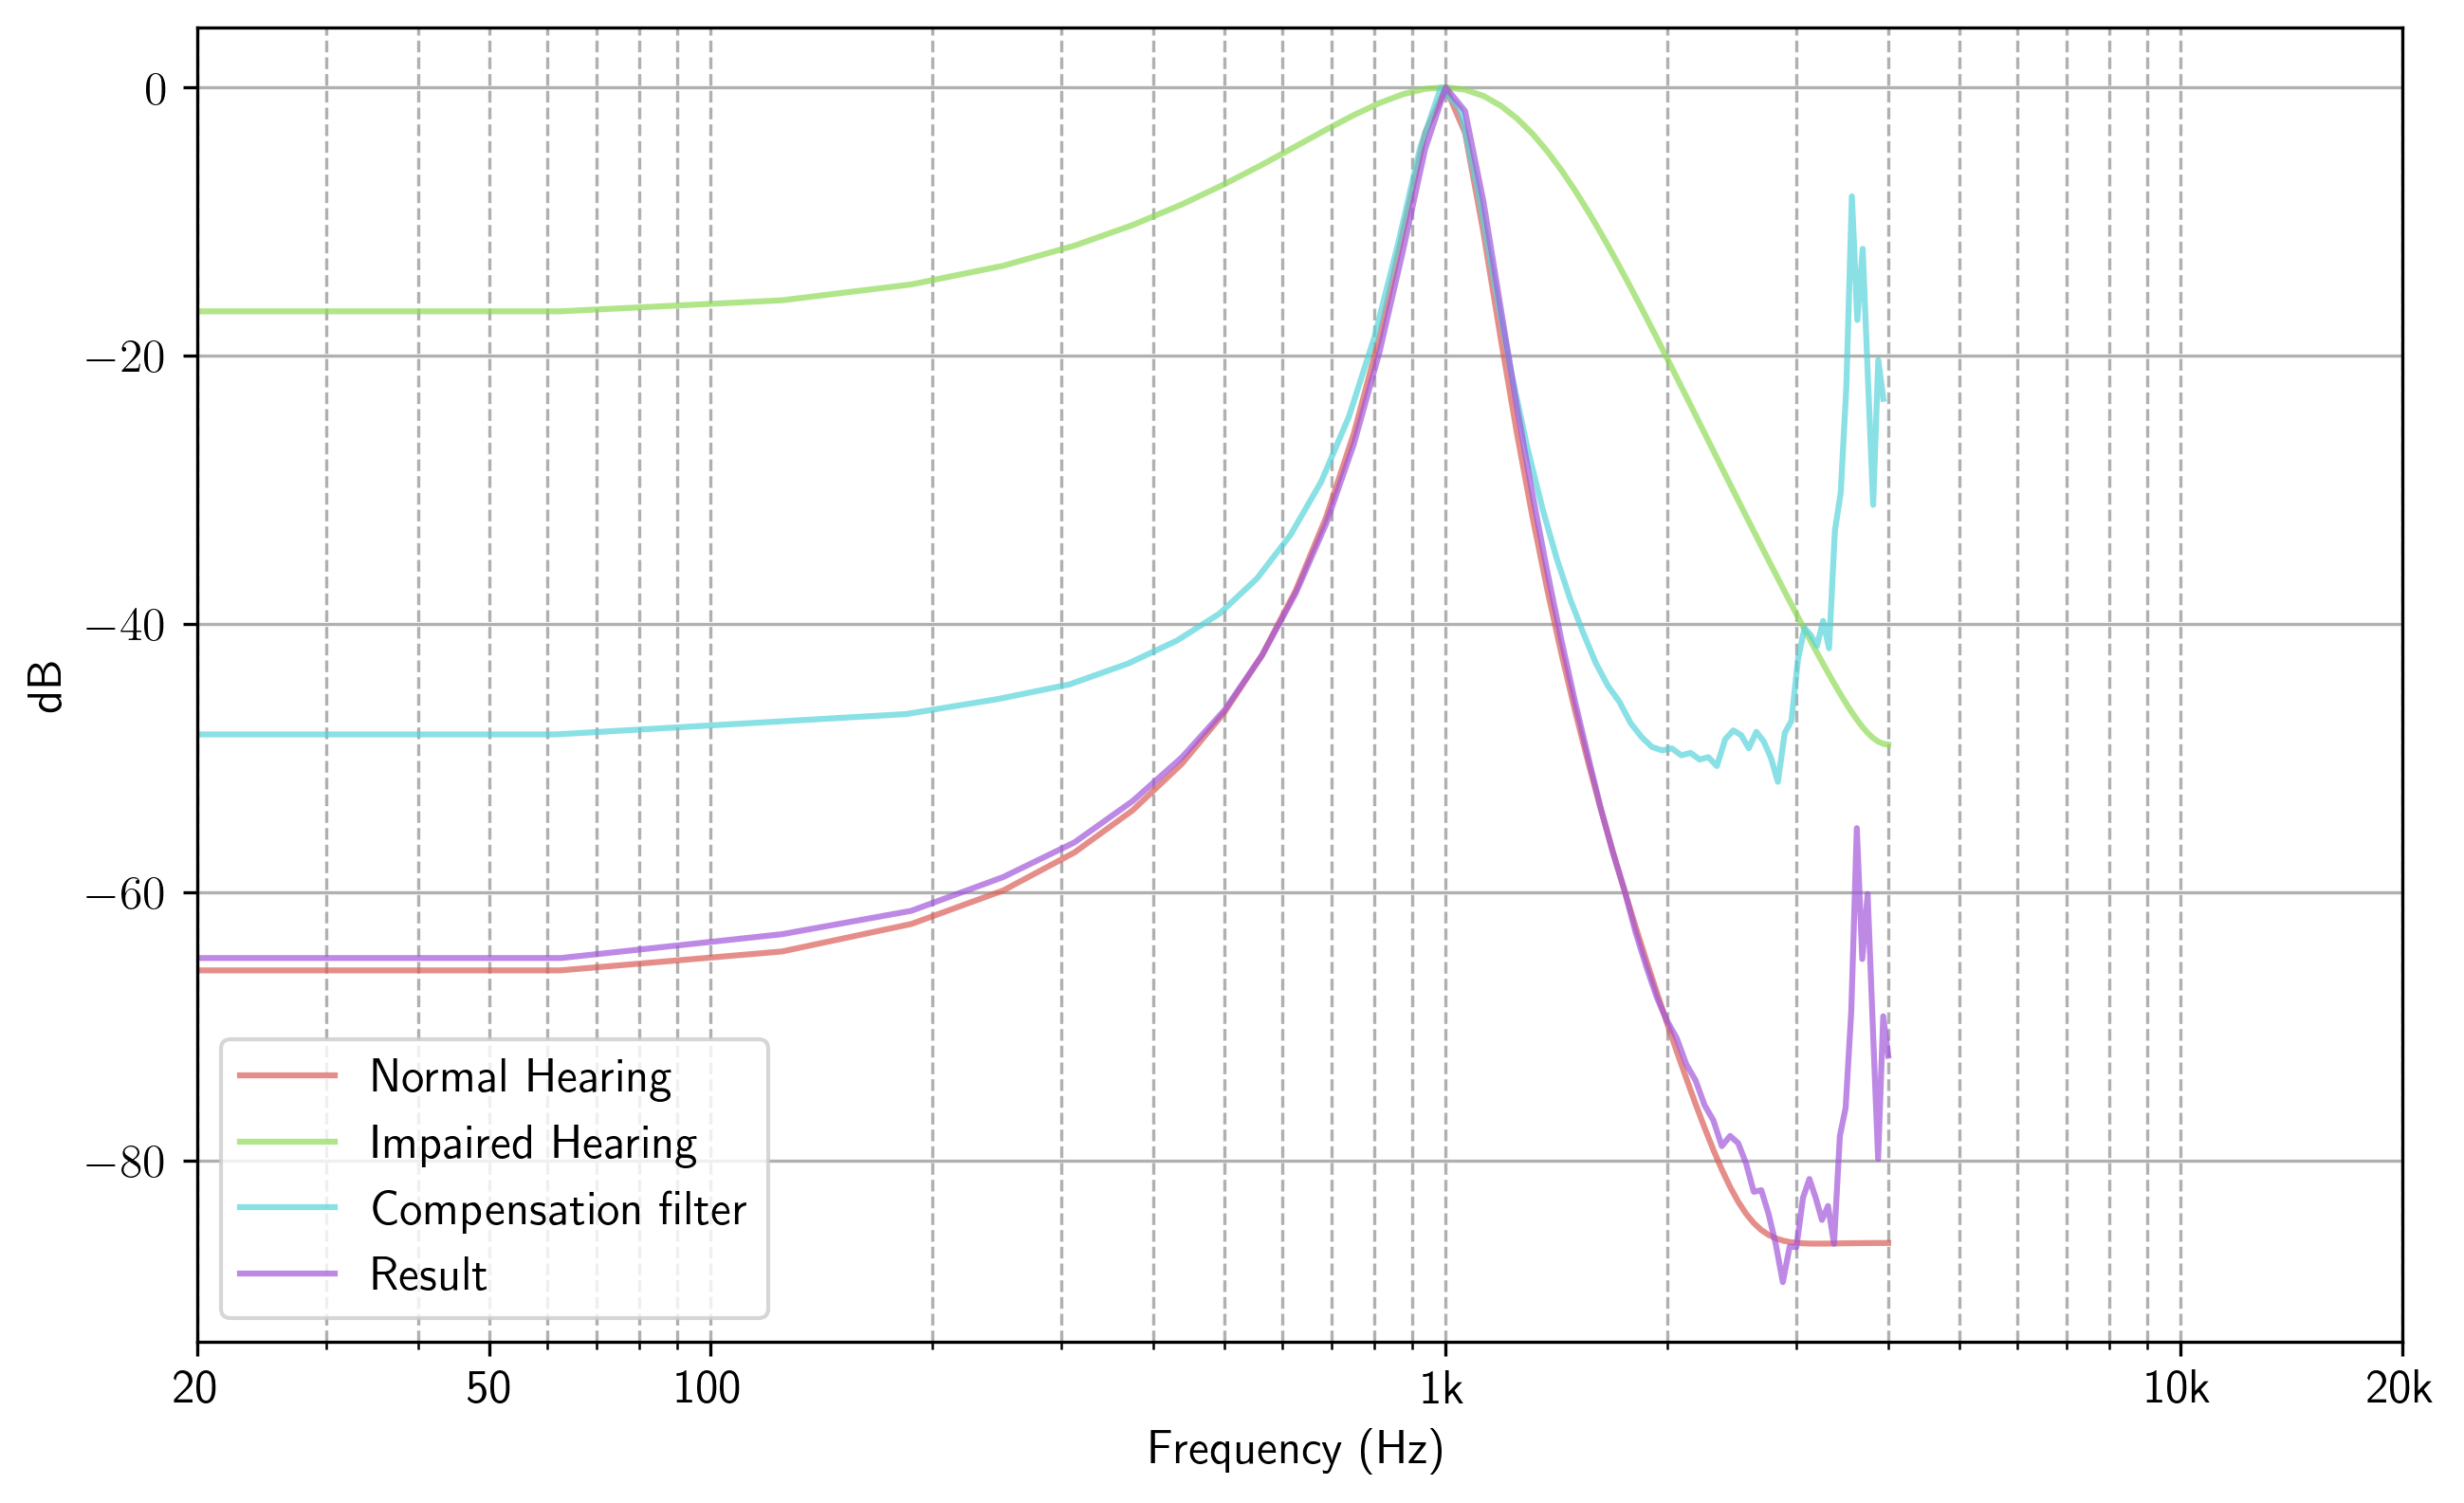 0
−20
−40
−60
−80
dB
Normal Hearing
Impaired Hearing
Compensation filter
Result
20 50 100 1k 10k 20k
Frequency (Hz)